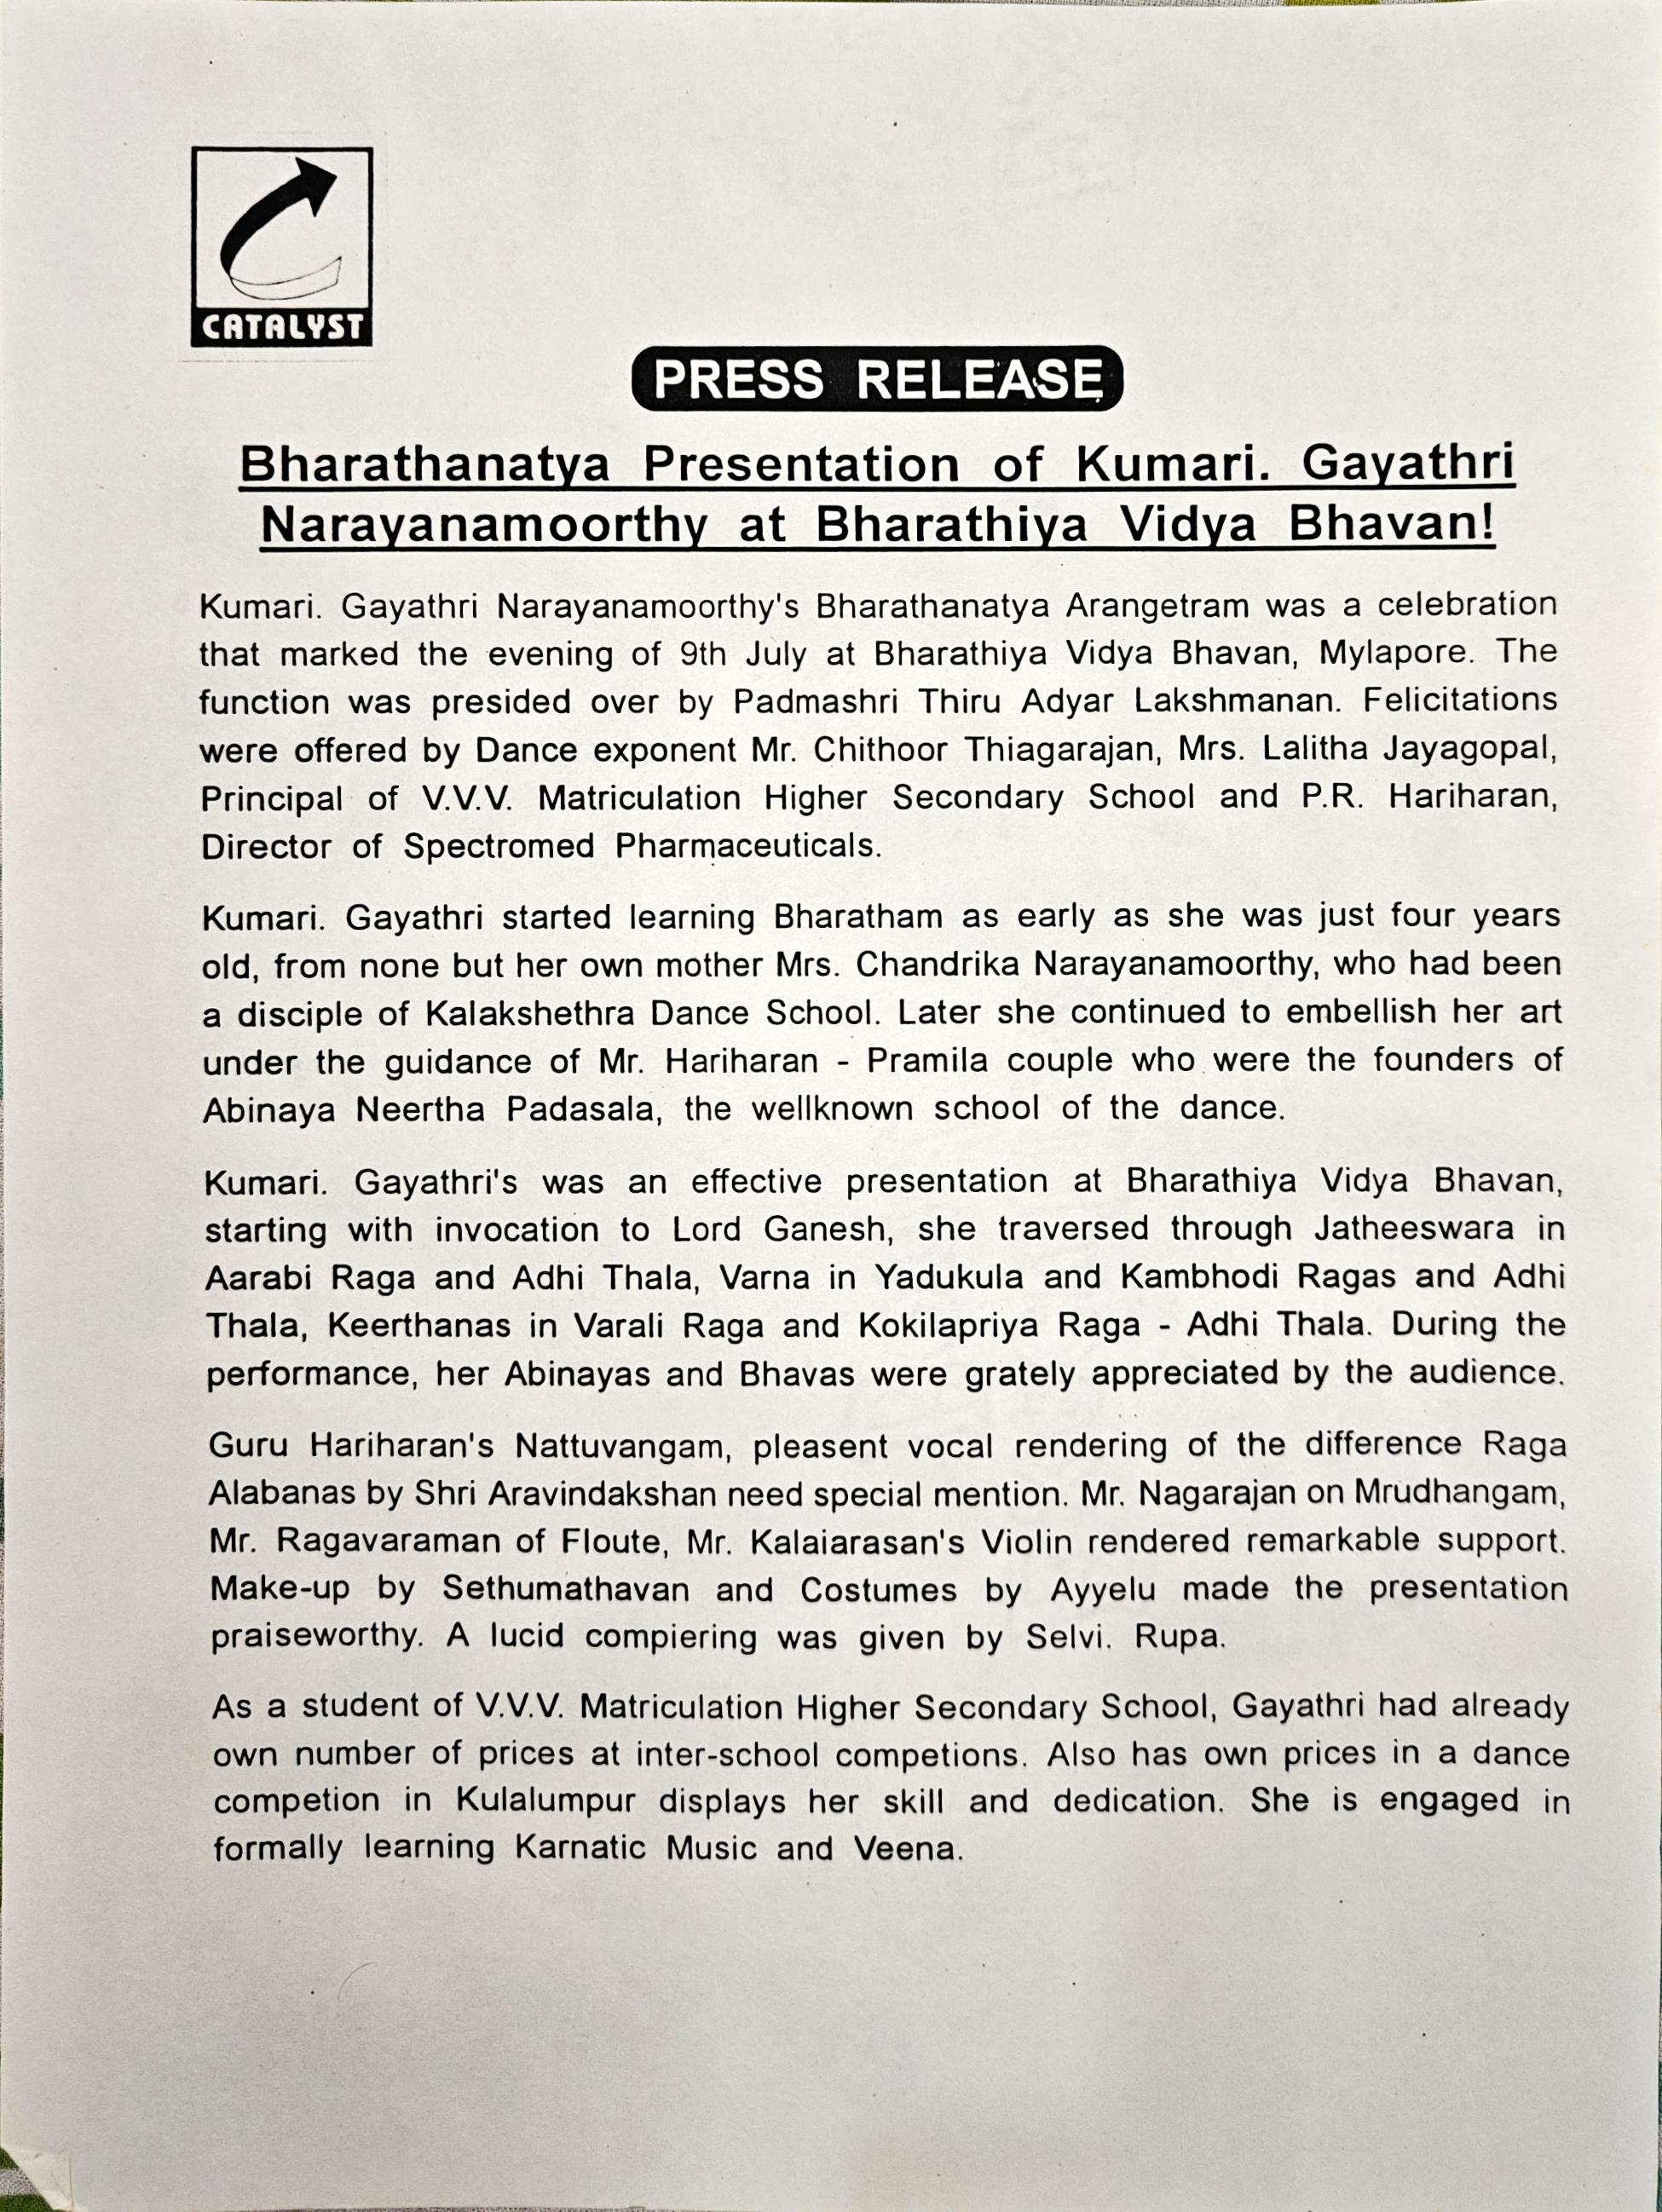 CATALYST
PRESS RELEASE
Bharathanatya Presentation of Kumari. Gayathri
Narayanamoorthy at Bharathiya Vidya Bhavan!
Kumari. Gayathri Narayanamoorthy's Bharathanatya Arangetram was a celebration
that marked the evening of 9th July at Bharathiya Vidya Bhavan, Mylapore. The
function was presided over by Padmashri Thiru Adyar Lakshmanan. Felicitations
were offered by Dance exponent Mr. Chithoor Thiagarajan, Mrs. Lalitha Jayagopal,
Principal of V.V.V. Matriculation Higher Secondary School and P.R. Hariharan,
Director of Spectromed Pharmaceuticals.
Kumari. Gayathri started learning Bharatham as early as she was just four years
old, from none but her own mother Mrs. Chandrika Narayanamoorthy, who had been
a disciple of Kalakshethra Dance School. Later she continued to embellish her art
under the guidance of Mr. Hariharan - Pramila couple who were the founders of
Abinaya Neertha Padasala, the wellknown school of the dance.
Kumari. Gayathri's was an effective presentation at Bharathiya Vidya Bhavan,
starting with invocation to Lord Ganesh, she traversed through Jatheeswara in
Aarabi Raga and Adhi Thala, Varna in Yadukula and Kambhodi Ragas and Adhi
Thala, Keerthanas in Varali Raga and Kokilapriya Raga - Adhi Thala. During the
performance, her Abinayas and Bhavas were grately appreciated by the audience.
Guru Hariharan's Nattuvangam, pleasent vocal rendering of the difference Raga
Alabanas by Shri Aravindakshan need special mention. Mr. Nagarajan on Mrudhangam,
Mr. Ragavaraman of Floute, Mr. Kalaiarasan's Violin rendered remarkable support.
Make-up by Sethumathavan and Costumes by Ayyelu made the presentation
praiseworthy. A lucid compiering was given by Selvi. Rupa.
As a student of V.V.V. Matriculation Higher Secondary School, Gayathri had already
own number of prices at inter-school competions. Also has own prices in a dance
competion in Kulalumpur displays her skill and dedication. She is engaged in
formally learning Karnatic Music and Veena.